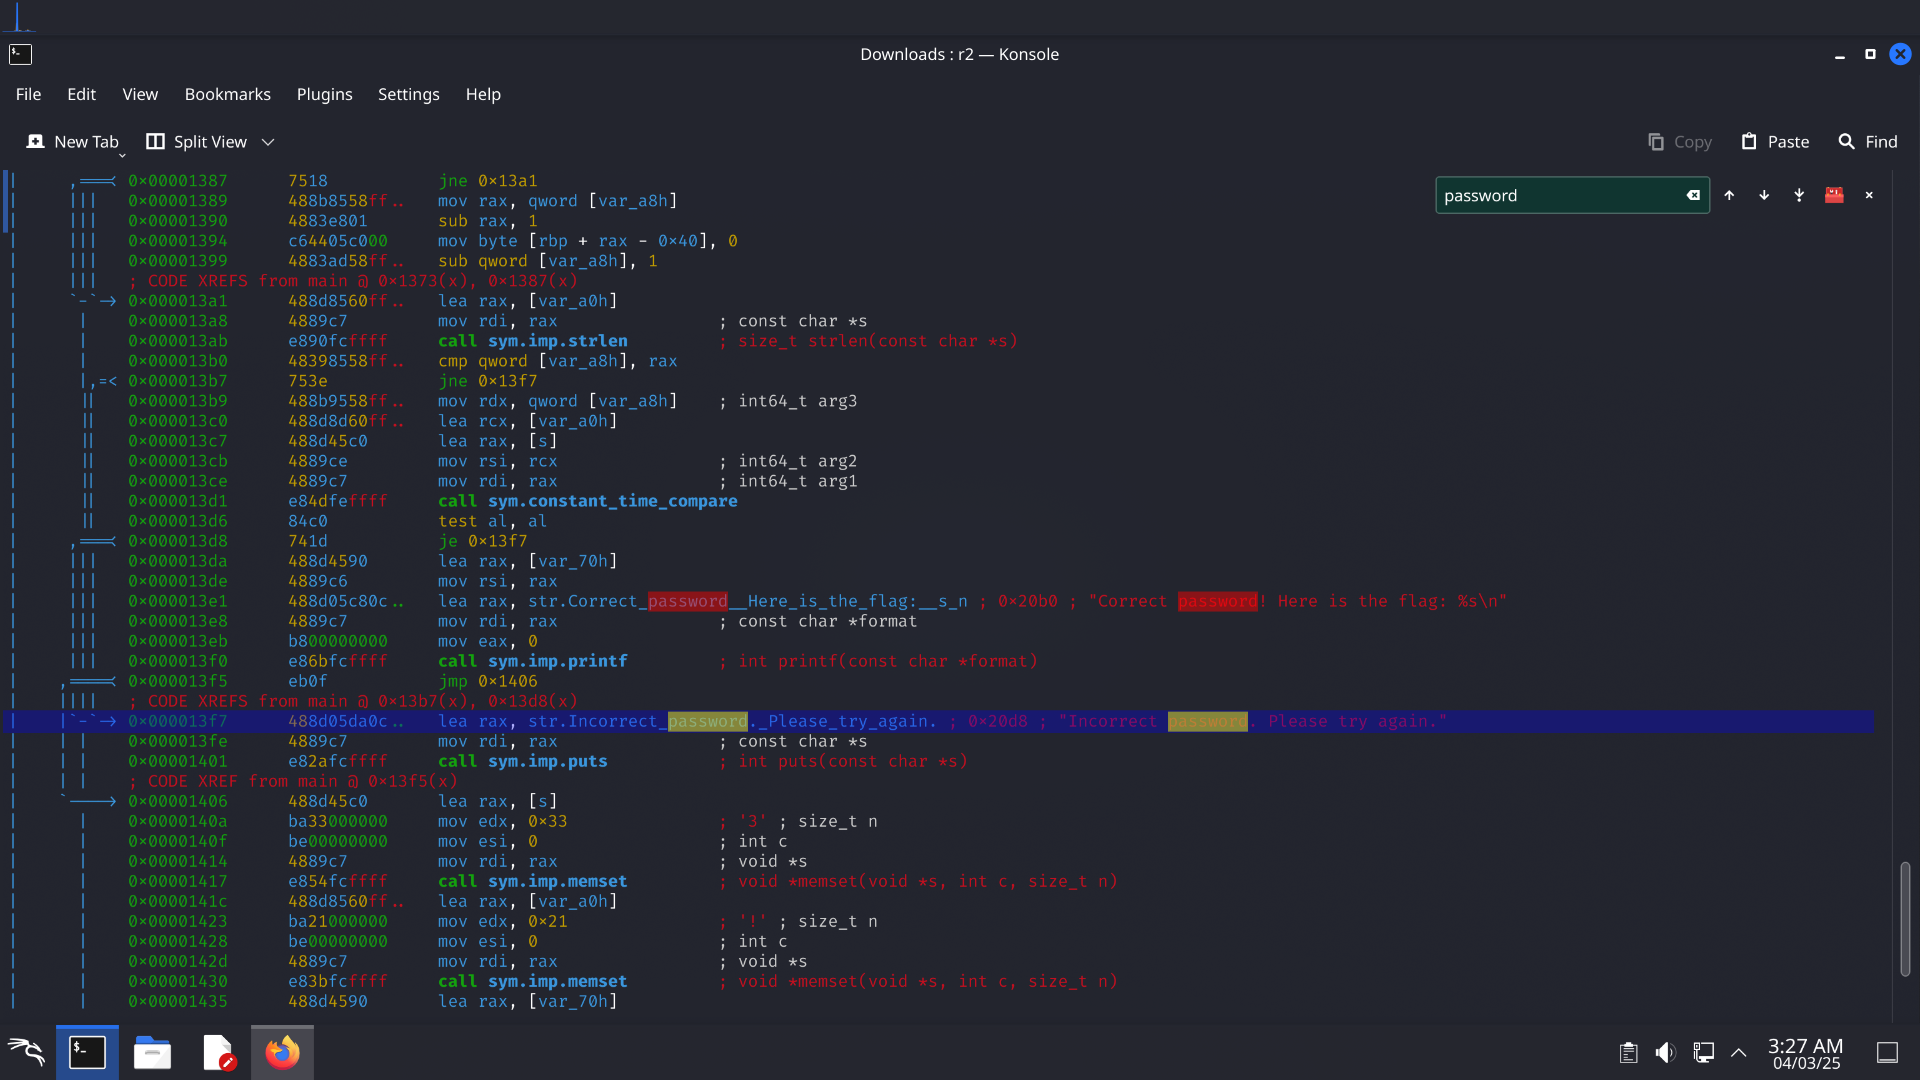 Downloads : r2 — Konsole
File Edit View Bookmarks Plugins Settings Help
New Tab Split View Copy Paste Find
password
0x00001387 7518 jne 0x13a1
0x00001389 488b8558ff.. mov rax, qword [var_a8h]
0x00001390 4883e801 sub rax, 1
0x00001394 c64405c000 mov byte [rbp + rax - 0x40], 0
0x00001399 4883ad58ff.. sub qword [var_a8h], 1
; CODE XREFS from main @ 0x1373(x), 0x1387(x)
0x000013a1 488d8560ff.. lea rax, [var_a0h]
0x000013a8 4889c7 mov rdi, rax ; const char *s
0x000013ab e890fcffff call sym.imp.strlen ; size_t strlen(const char *s)
0x000013b0 48398558ff.. cmp qword [var_a8h], rax
0x000013b7 753e jne 0x13f7
0x000013b9 488b9558ff.. mov rdx, qword [var_a8h] ; int64_t arg3
0x000013c0 488d8d60ff.. lea rcx, [var_a0h]
0x000013c7 488d45c0 lea rax, [s]
0x000013cb 4889ce mov rsi, rcx ; int64_t arg2
0x000013ce 4889c7 mov rdi, rax ; int64_t arg1
0x000013d1 e84dfeffff call sym.constant_time_compare
0x000013d6 84c0 test al, al
0x000013d8 741d je 0x13f7
0x000013da 488d4590 lea rax, [var_70h]
0x000013de 4889c6 mov rsi, rax
0x000013e1 488d05c80c.. lea rax, str.Correct_password__Here_is_the_flag:__s_n ; 0x20b0 ; "Correct password! Here is the flag: %s\n"
0x000013e8 4889c7 mov rdi, rax ; const char *format
0x000013eb b800000000 mov eax, 0
0x000013f0 e86bfcffff call sym.imp.printf ; int printf(const char *format)
0x000013f5 eb0f jmp 0x1406
; CODE XREFS from main @ 0x13b7(x), 0x13d8(x)
0x000013f7 488d05da0c.. lea rax, str.Incorrect_password._Please_try_again. ; 0x20d8 ; "Incorrect password. Please try again."
0x000013fe 4889c7 mov rdi, rax ; const char *s
0x00001401 e82afcffff call sym.imp.puts ; int puts(const char *s)
; CODE XREF from main @ 0x13f5(x)
0x00001406 488d45c0 lea rax, [s]
0x0000140a ba33000000 mov edx, 0x33 ; '3' ; size_t n
0x0000140f be00000000 mov esi, 0 ; int c
0x00001414 4889c7 mov rdi, rax ; void *s
0x00001417 e854fcffff call sym.imp.memset ; void *memset(void *s, int c, size_t n)
0x0000141c 488d8560ff.. lea rax, [var_a0h]
0x00001423 ba21000000 mov edx, 0x21 ; '!' ; size_t n
0x00001428 be00000000 mov esi, 0 ; int c
0x0000142d 4889c7 mov rdi, rax ; void *s
0x00001430 e83bfcffff call sym.imp.memset ; void *memset(void *s, int c, size_t n)
0x00001435 488d4590 lea rax, [var_70h]
3:27 AM
04/03/25